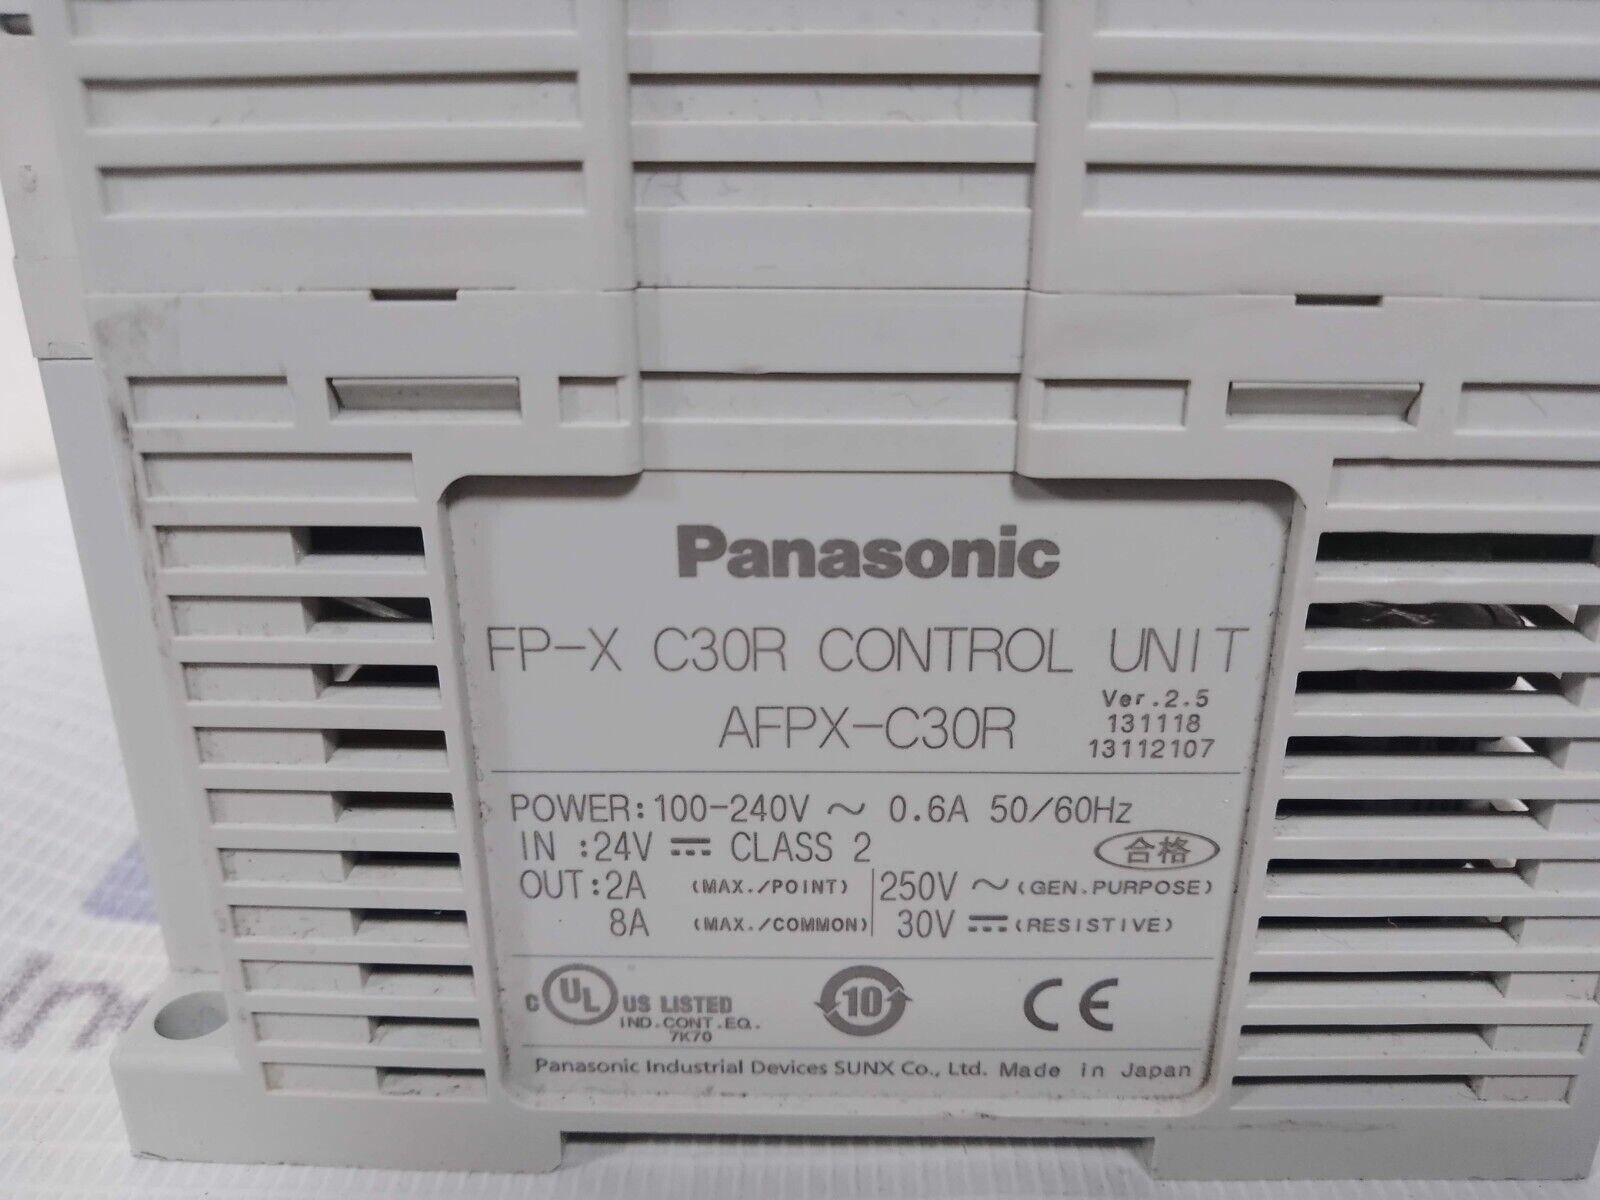 Panasonic
FP-X C30R CONTROL UNIT
AFPX-C30R
Ver.2.5
131118
13112107
POWER:100-240V ～ 0.6A 50/60Hz
IN :24V ⎓ CLASS 2
合格
OUT:2A (MAX./POINT) 250V ～ (GEN.PURPOSE)
8A (MAX./COMMON) 30V ⎓ (RESISTIVE)
C UL US LISTED
IND.CONT.EQ.
7K70
10
CE
Panasonic Industrial Devices SUNX Co., Ltd. Made in Japan